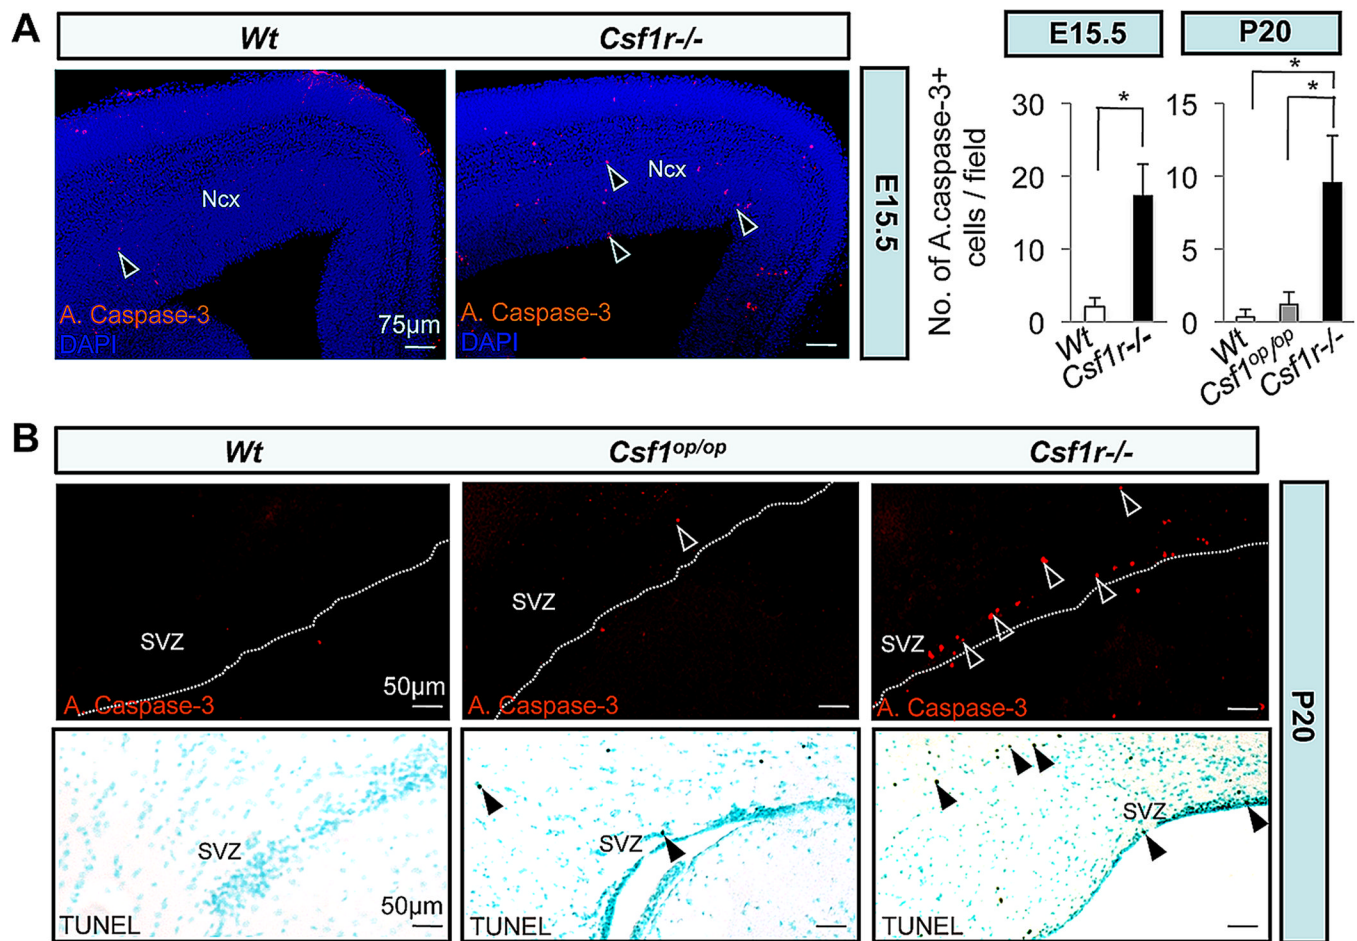 A
Wt
Csf1r-/-
Ncx
A. Caspase-3
DAPI
75µm
Ncx
A. Caspase-3
DAPI
E15.5
No. of A.caspase-3+
cells / field
E15.5
*
30
20
10
0
Wt
Csf1r-/-
P20
*
*
15
10
5
0
Wt
Csf1op/op
Csf1r-/-
B
Wt
Csf1op/op
Csf1r-/-
SVZ
A. Caspase-3
50µm
SVZ
A. Caspase-3
SVZ
A. Caspase-3
P20
SVZ
TUNEL
50µm
SVZ
TUNEL
SVZ
TUNEL